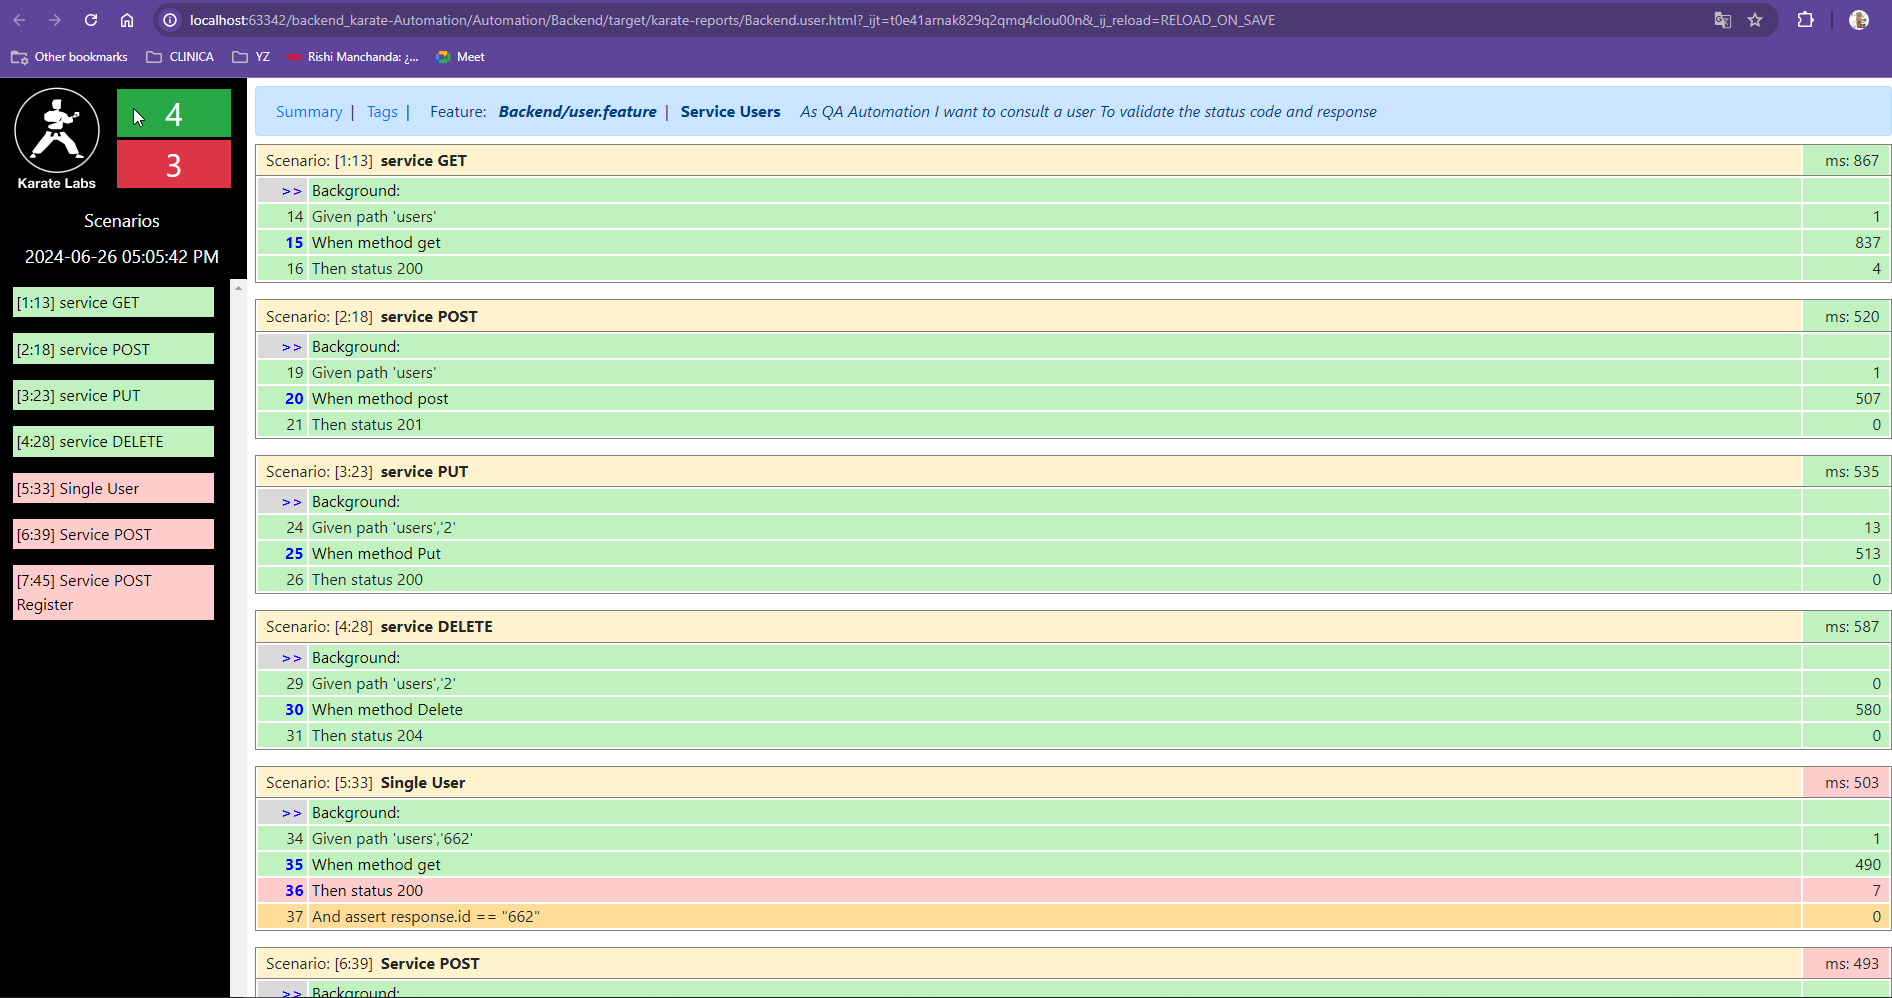 localhost:63342/backend_karate-Automation/Automation/Backend/target/karate-reports/Backend.user.html?_ijt=t0e41arnak829q2qmq4clou00n&_ij_reload=RELOAD_ON_SAVE
Other bookmarks CLINICA YZ Rishi Manchanda: ¿... Meet
4
3
Karate Labs
Scenarios
2024-06-26 05:05:42 PM
[1:13] service GET
[2:18] service POST
[3:23] service PUT
[4:28] service DELETE
[5:33] Single User
[6:39] Service POST
[7:45] Service POST
Register
Summary | Tags | Feature: Backend/user.feature | Service Users As QA Automation I want to consult a user To validate the status code and response
Scenario: [1:13] service GET ms: 867
>> Background:
14 Given path 'users' 1
15 When method get 837
16 Then status 200 4
Scenario: [2:18] service POST ms: 520
>> Background:
19 Given path 'users' 1
20 When method post 507
21 Then status 201 0
Scenario: [3:23] service PUT ms: 535
>> Background:
24 Given path 'users','2' 13
25 When method Put 513
26 Then status 200 0
Scenario: [4:28] service DELETE ms: 587
>> Background:
29 Given path 'users','2' 0
30 When method Delete 580
31 Then status 204 0
Scenario: [5:33] Single User ms: 503
>> Background:
34 Given path 'users','662' 1
35 When method get 490
36 Then status 200 7
37 And assert response.id == "662" 0
Scenario: [6:39] Service POST ms: 493
>> Background: